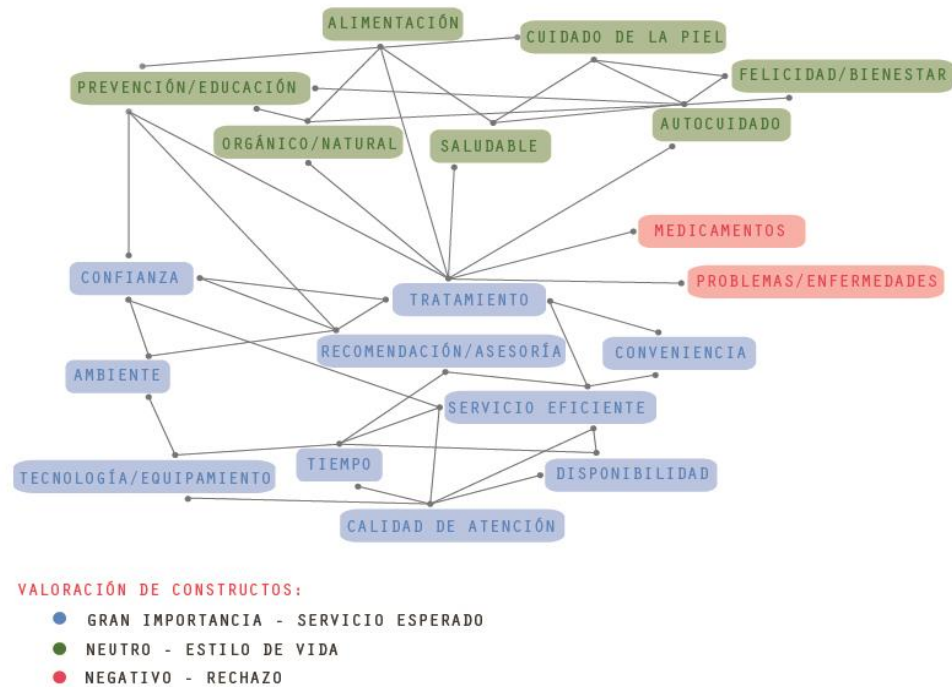 ALIMENTACIÓN
CUIDADO DE LA PIEL
FELICIDAD/BIENESTAR
PREVENCIÓN/EDUCACIÓN
AUTOCUIDADO
ORGÁNICO/NATURAL
SALUDABLE
MEDICAMENTOS
CONFIANZA
PROBLEMAS/ENFERMEDADES
TRATAMIENTO
RECOMENDACIÓN/ASESORÍA
CONVENIENCIA
AMBIENTE
SERVICIO EFICIENTE
TIEMPO
TECNOLOGÍA/EQUIPAMIENTO
DISPONIBILIDAD
CALIDAD DE ATENCIÓN
VALORACIÓN DE CONSTRUCTOS:
GRAN IMPORTANCIA - SERVICIO ESPERADO
NEUTRO - ESTILO DE VIDA
NEGATIVO - RECHAZO